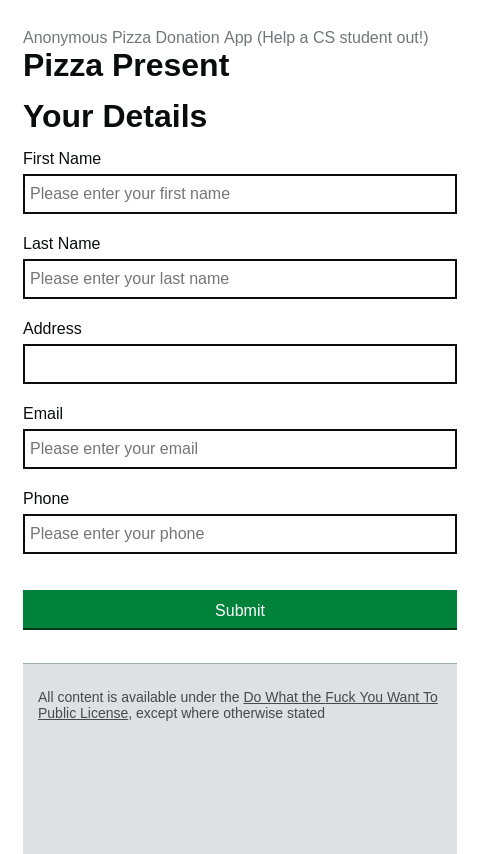 Anonymous Pizza Donation App (Help a CS student out!)
Pizza Present
Your Details
First Name
Please enter your first name
Last Name
Please enter your last name
Address
Email
Please enter your email
Phone
Please enter your phone
Submit
All content is available under the Do What the Fuck You Want To
Public License, except where otherwise stated